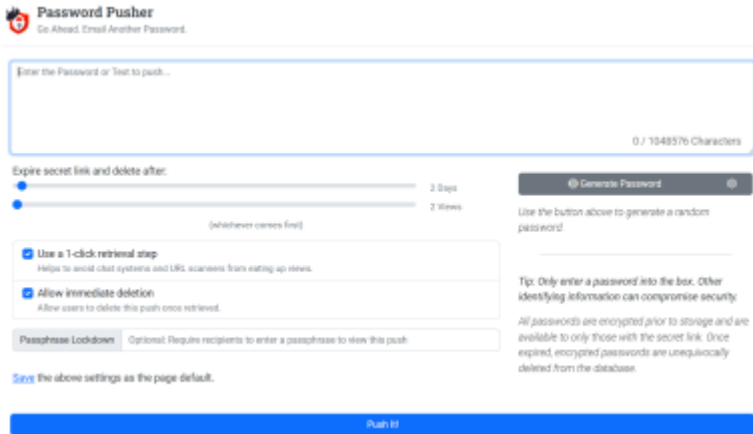 Password Pusher
Go Ahead. Email Another Password.
Enter the Password or Text to push...
0 / 1048576 Characters
Expire secret link and delete after:
2 Days
2 Views
(whichever comes first)
Use a 1-click retrieval step
Helps to avoid chat systems and URL scanners from eating up views.
Allow immediate deletion
Allow users to delete this push once retrieved.
Passphrase Lockdown
Optional: Require recipients to enter a passphrase to view this push
Save the above settings as the page default.
Generate Password
Use the button above to generate a random
password
Tip: Only enter a password into the box. Other
identifying information can compromise security.
All passwords are encrypted prior to storage and are
available to only those with the secret link. Once
expired, encrypted passwords are unequivocally
deleted from the database.
Push It!